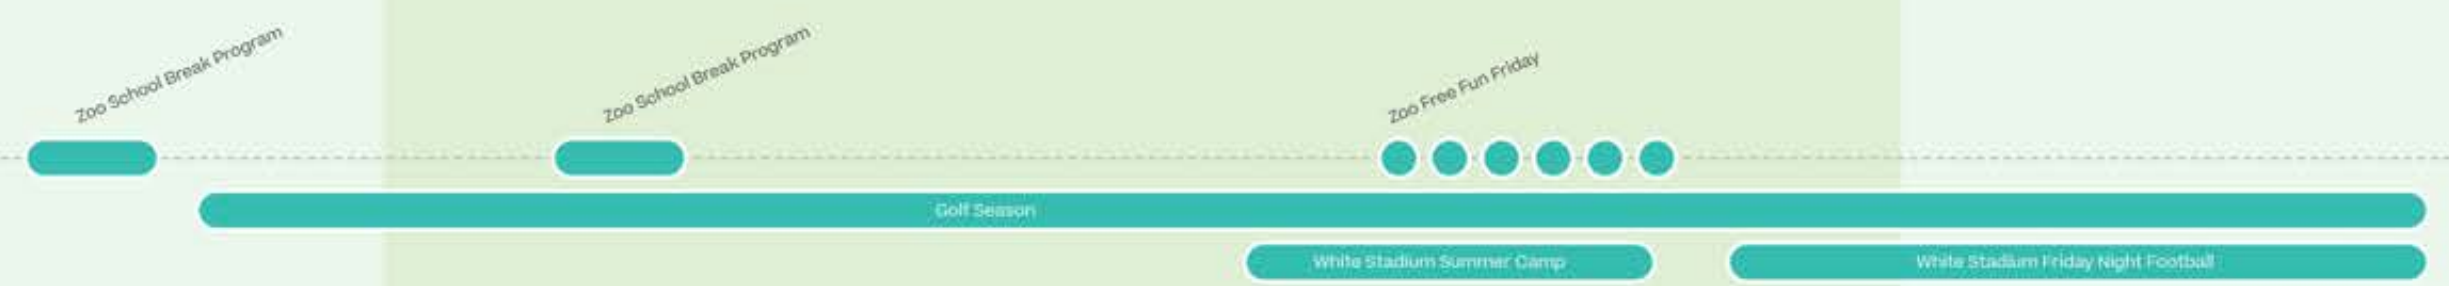 Zoo School Break Program
Zoo School Break Program
Zoo Free Fun Friday
Golf Season
White Stadium Summer Camp
White Stadium Friday Night Football